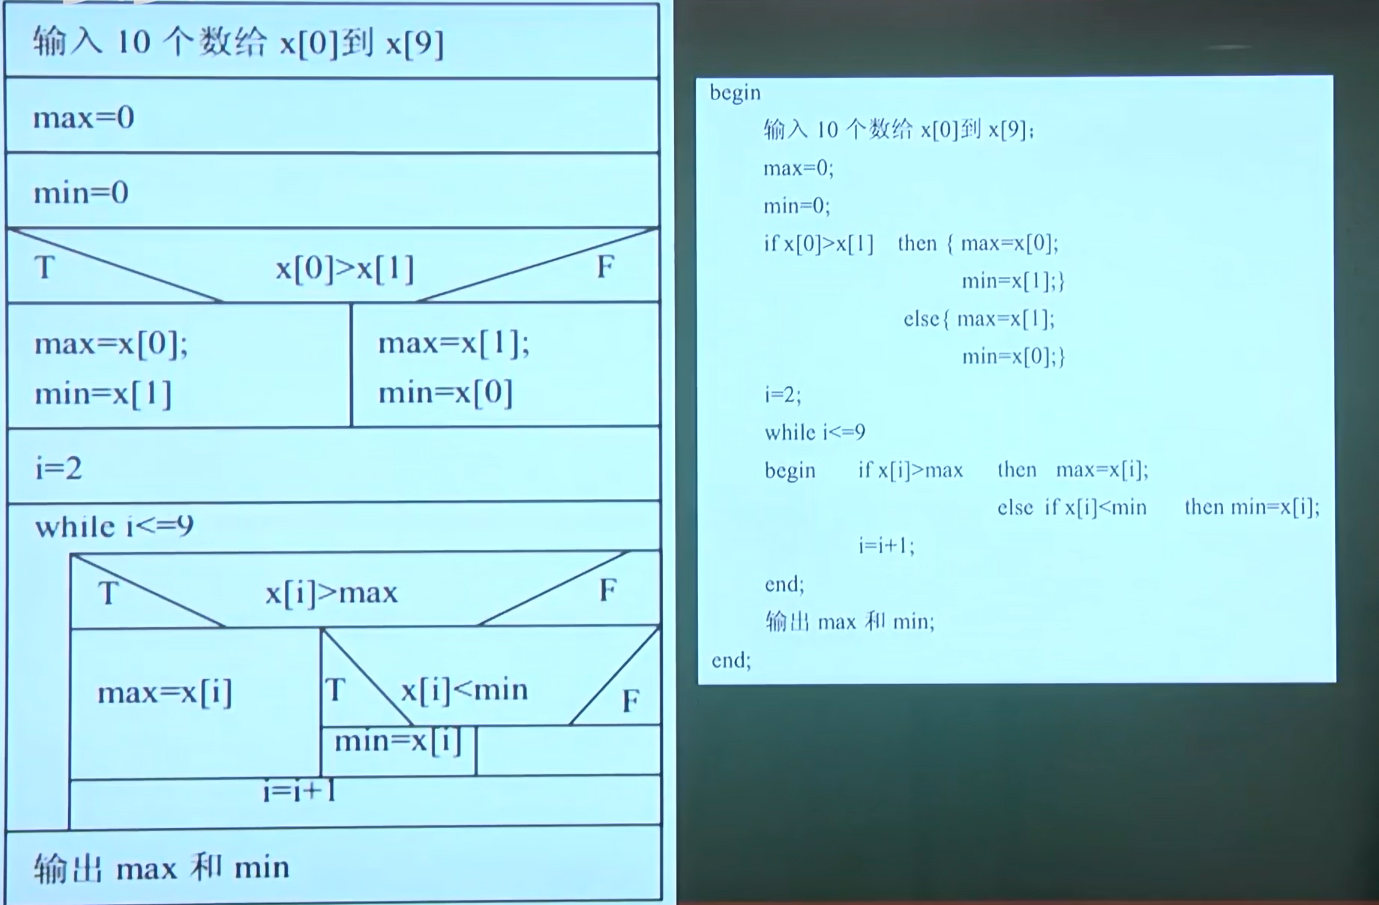 输入 10 个数给 x[0]到 x[9]
max=0
min=0
T x[0]>x[1] F
max=x[0]; max=x[1];
min=x[1] min=x[0]
i=2
while i<=9
T x[i]>max F
max=x[i] T x[i]<min F
min=x[i]
i=i+1
输出 max 和 min
begin
输入 10 个数给 x[0]到 x[9];
max=0;
min=0;
if x[0]>x[1] then { max=x[0];
min=x[1];}
else{ max=x[1];
min=x[0];}
i=2;
while i<=9
begin if x[i]>max then max=x[i];
else if x[i]<min then min=x[i];
i=i+1;
end;
输出 max 和 min;
end;